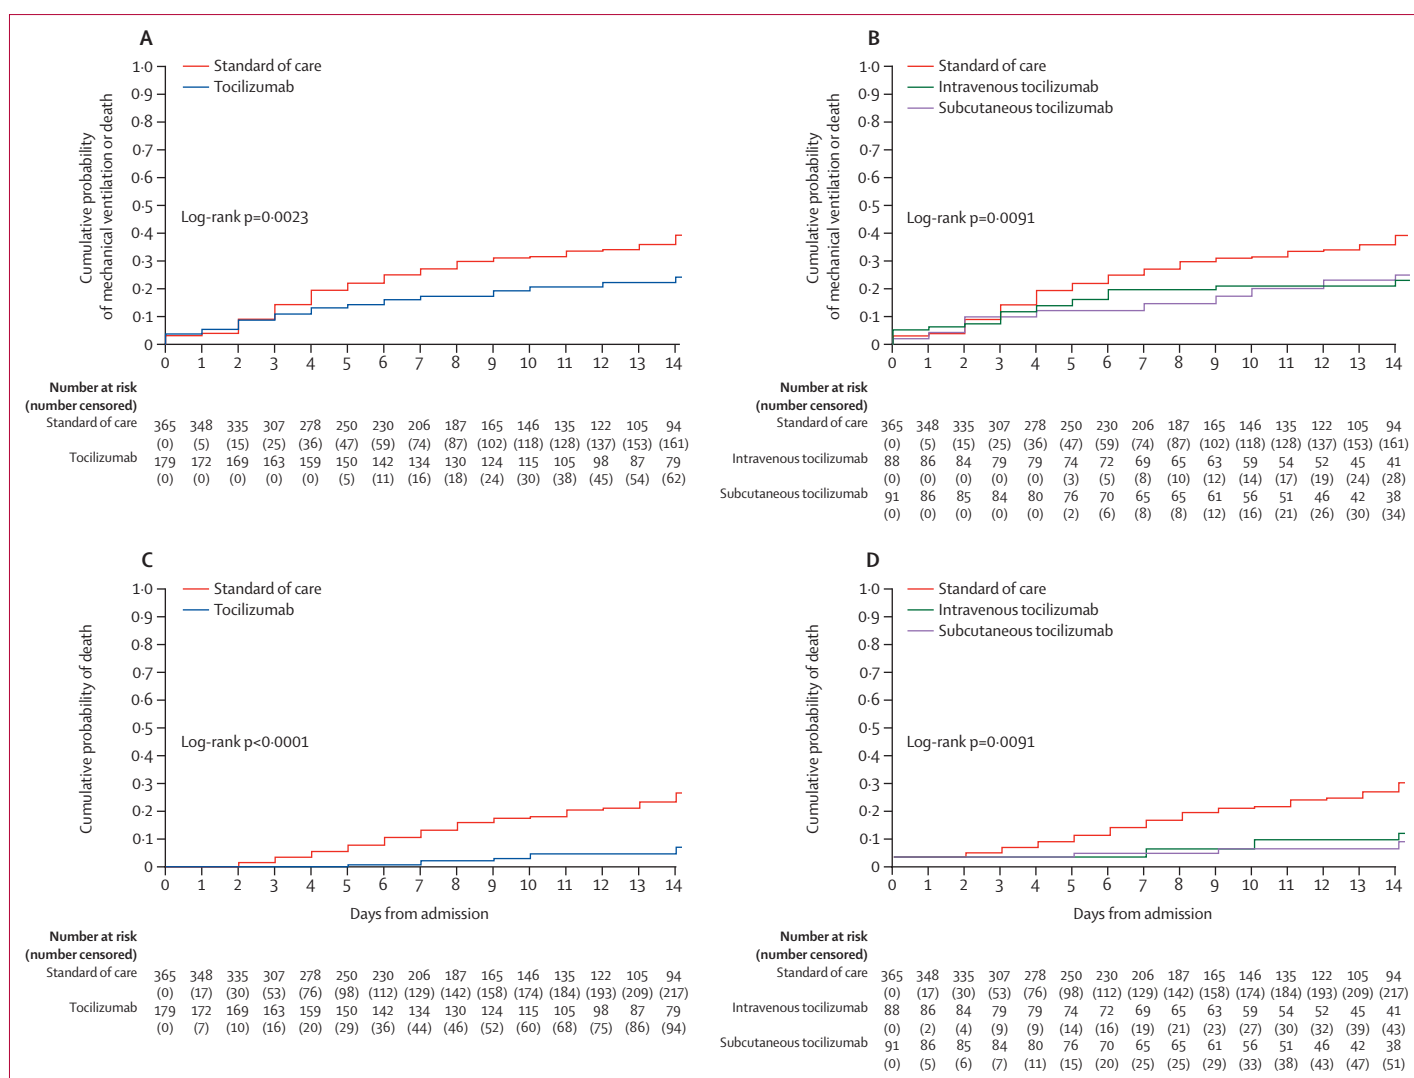 A
1·0
0·9
0·8
0·7
0·6
0·5
0·4
0·3
0·2
0·1
0
Cumulative probability
of mechanical ventilation or death
Standard of care
Tocilizumab
Log-rank p=0·0023
0 1 2 3 4 5 6 7 8 9 10 11 12 13 14
Number at risk
(number censored)
Standard of care 365 348 335 307 278 250 230 206 187 165 146 135 122 105 94
(0) (5) (15) (25) (36) (47) (59) (74) (87) (102) (118) (128) (137) (153) (161)
Tocilizumab 179 172 169 163 159 150 142 134 130 124 115 105 98 87 79
(0) (0) (0) (0) (0) (5) (11) (16) (18) (24) (30) (38) (45) (54) (62)
B
1·0
0·9
0·8
0·7
0·6
0·5
0·4
0·3
0·2
0·1
0
Cumulative probability
of mechanical ventilation or death
Standard of care
Intravenous tocilizumab
Subcutaneous tocilizumab
Log-rank p=0·0091
0 1 2 3 4 5 6 7 8 9 10 11 12 13 14
Number at risk
(number censored)
Standard of care 365 348 335 307 278 250 230 206 187 165 146 135 122 105 94
(0) (5) (15) (25) (36) (47) (59) (74) (87) (102) (118) (128) (137) (153) (161)
Intravenous tocilizumab 88 86 84 79 79 74 72 69 65 63 59 54 52 45 41
(0) (0) (0) (0) (0) (3) (5) (8) (10) (12) (14) (17) (19) (24) (28)
Subcutaneous tocilizumab 91 86 85 84 80 76 70 65 65 61 56 51 46 42 38
(0) (0) (0) (0) (0) (2) (6) (8) (8) (12) (16) (21) (26) (30) (34)
C
1·0
0·9
0·8
0·7
0·6
0·5
0·4
0·3
0·2
0·1
0
Cumulative probability of death
Standard of care
Tocilizumab
Log-rank p<0·0001
0 1 2 3 4 5 6 7 8 9 10 11 12 13 14
Days from admission
Number at risk
(number censored)
Standard of care 365 348 335 307 278 250 230 206 187 165 146 135 122 105 94
(0) (17) (30) (53) (76) (98) (112) (129) (142) (158) (174) (184) (193) (209) (217)
Tocilizumab 179 172 169 163 159 150 142 134 130 124 115 105 98 87 79
(0) (7) (10) (16) (20) (29) (36) (44) (46) (52) (60) (68) (75) (86) (94)
D
1·0
0·9
0·8
0·7
0·6
0·5
0·4
0·3
0·2
0·1
0
Cumulative probability of death
Standard of care
Intravenous tocilizumab
Subcutaneous tocilizumab
Log-rank p=0·0091
0 1 2 3 4 5 6 7 8 9 10 11 12 13 14
Days from admission
Number at risk
(number censored)
Standard of care 365 348 335 307 278 250 230 206 187 165 146 135 122 105 94
(0) (17) (30) (53) (76) (98) (112) (129) (142) (158) (174) (184) (193) (209) (217)
Intravenous tocilizumab 88 86 84 79 79 74 72 69 65 63 59 54 52 45 41
(0) (2) (4) (9) (9) (14) (16) (19) (21) (23) (27) (30) (32) (39) (43)
Subcutaneous tocilizumab 91 86 85 84 80 76 70 65 65 61 56 51 46 42 38
(0) (5) (6) (7) (11) (15) (20) (25) (25) (29) (33) (38) (43) (47) (51)